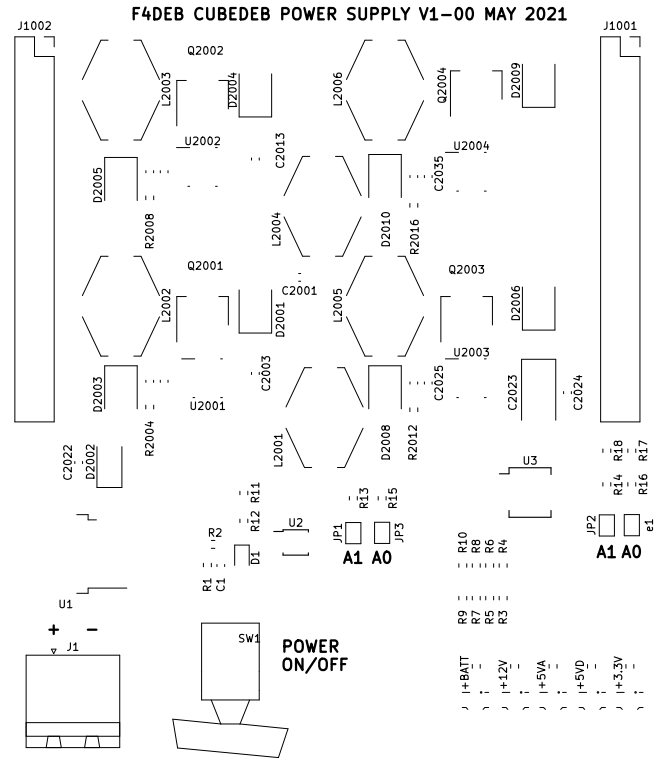 F4DEB CUBEDEB POWER SUPPLY V1-00 MAY 2021
J1002
J1001
Q2002
L2003
D2004
L2006
Q2004
D2009
U2002
C2013
U2004
D2005
C2035
R2008
L2004
D2010
R2016
Q2001
C2001
Q2003
L2002
D2001
L2005
D2006
U2003
D2003
C2003
C2025
C2023
C2024
U2001
R2004
L2001
D2008
R2012
C2022
D2002
U3
R18
R17
R11
R13
R15
R14
R16
R12
U2
JP1
JP3
JP2
e1
R2
D1
A1 A0
A1 A0
R10
R8
R6
R4
R1
C1
U1
R9
R7
R5
R3
+ -
J1
SW1
POWER
ON/OFF
+BATT
+12V
+5VA
+5VD
+3.3V